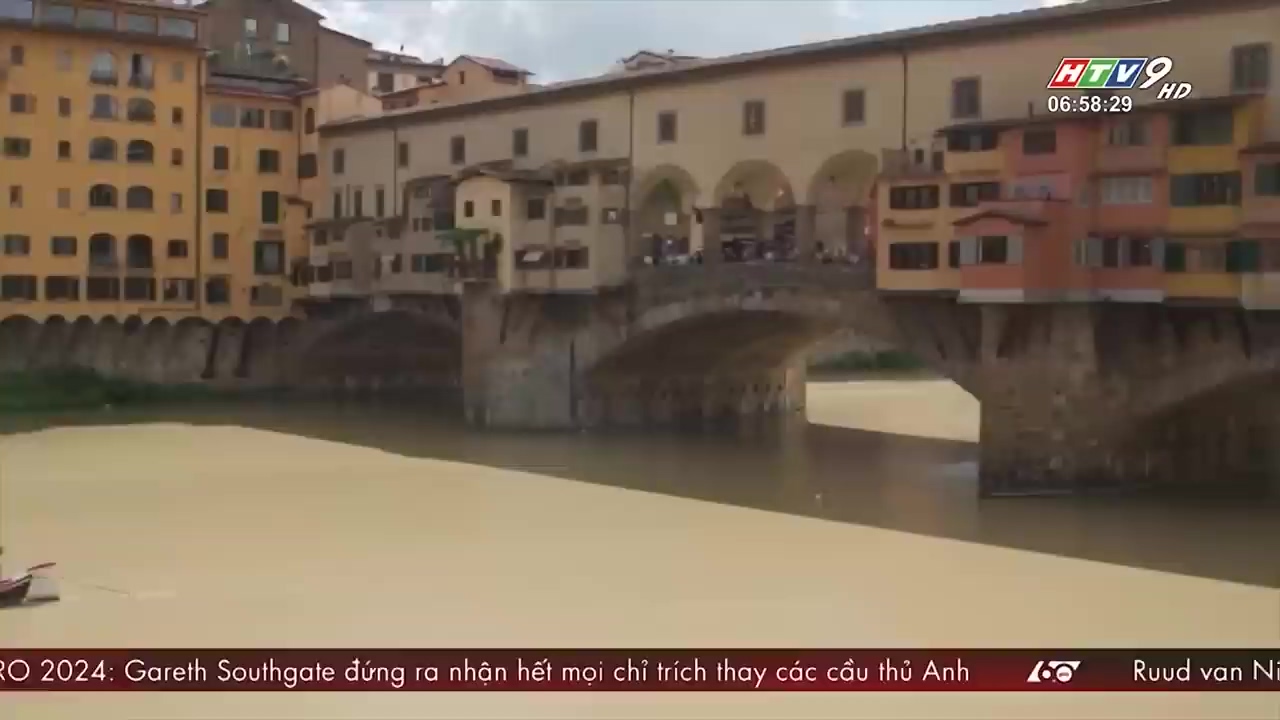 HTV9 HD
06:58:29
RO 2024: Gareth Southgate đứng ra nhận hết mọi chỉ trích thay các cầu thủ Anh 60 Ruud van Ni